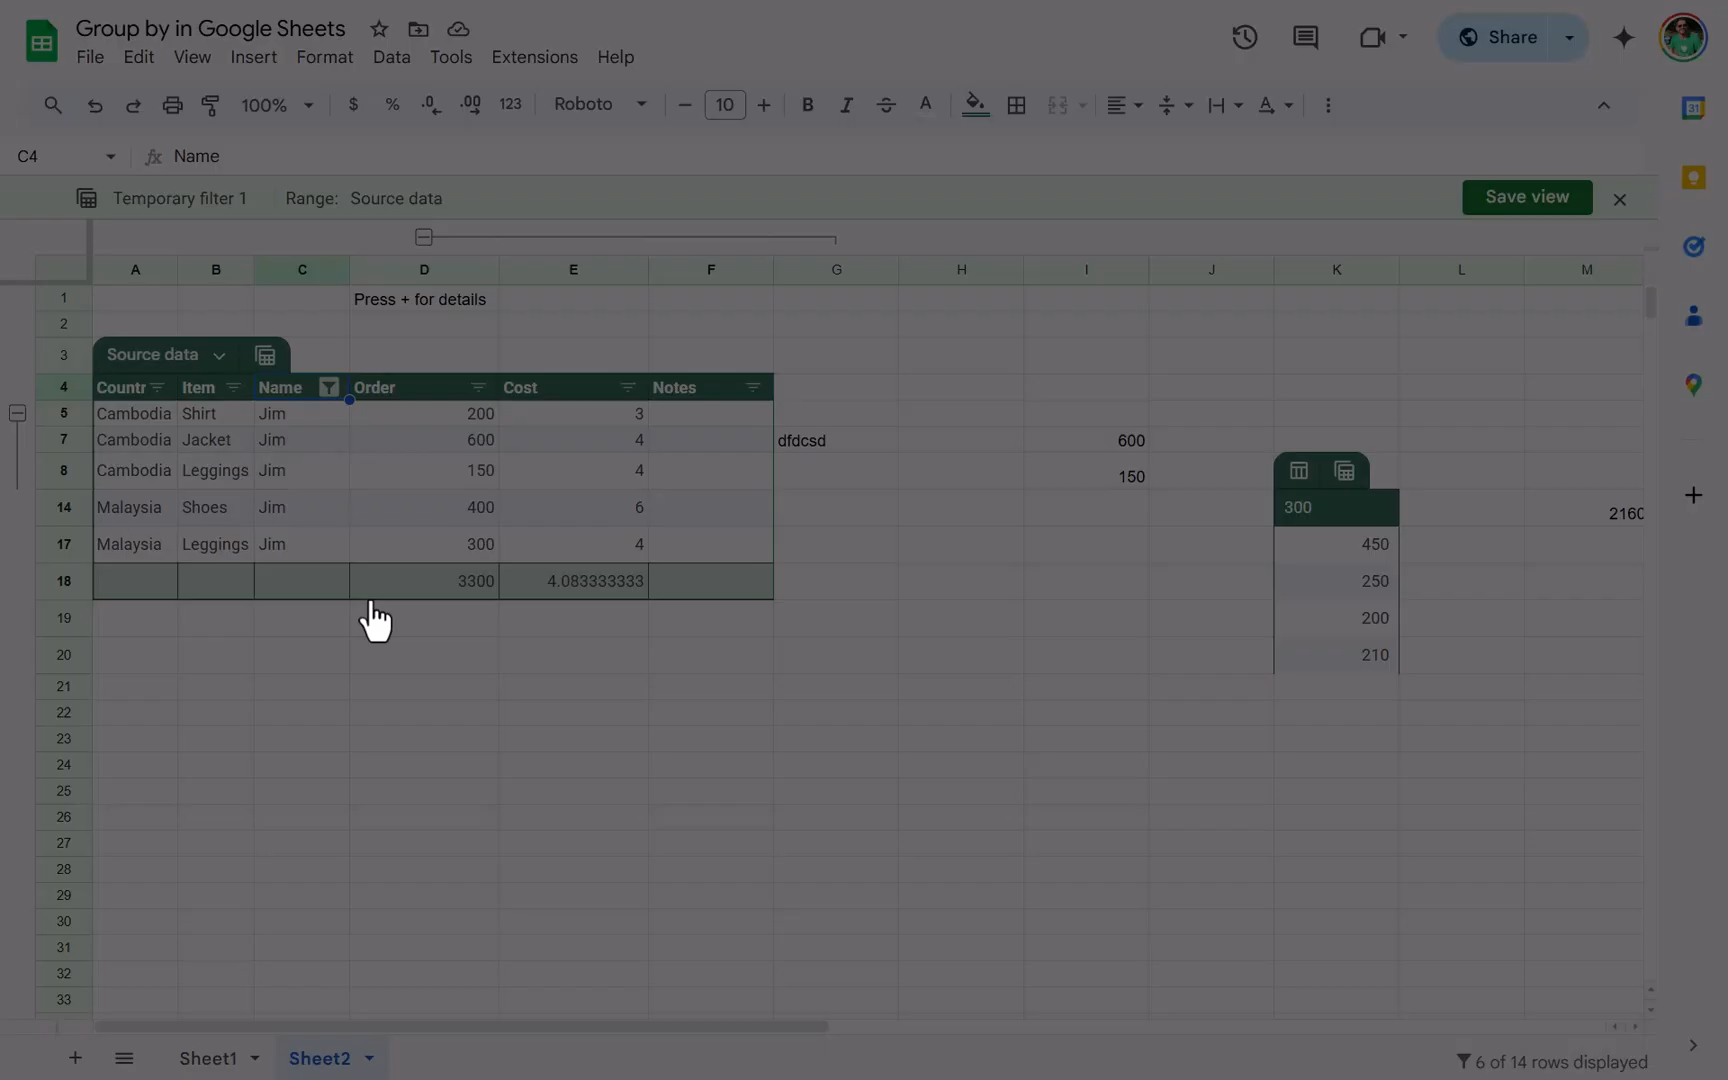 Group by in Google Sheets
File Edit View Insert Format Data Tools Extensions Help
Share
100% $ % .0 .00 123 Roboto 10 B I S A
C4 fx Name
Temporary filter 1 Range: Source data Save view
A B C D E F G H I J K L M
1 Press + for details
2
3 Source data
4 Countr Item Name Order Cost Notes
5 Cambodia Shirt Jim 200 3
7 Cambodia Jacket Jim 600 4 dfdcsd 600
8 Cambodia Leggings Jim 150 4 150
14 Malaysia Shoes Jim 400 6 300 2160
17 Malaysia Leggings Jim 300 4 450
18 3300 4.083333333 250
19 200
20 210
21
22
23
24
25
26
27
28
29
30
31
32
33
Sheet1 Sheet2 6 of 14 rows displayed
31